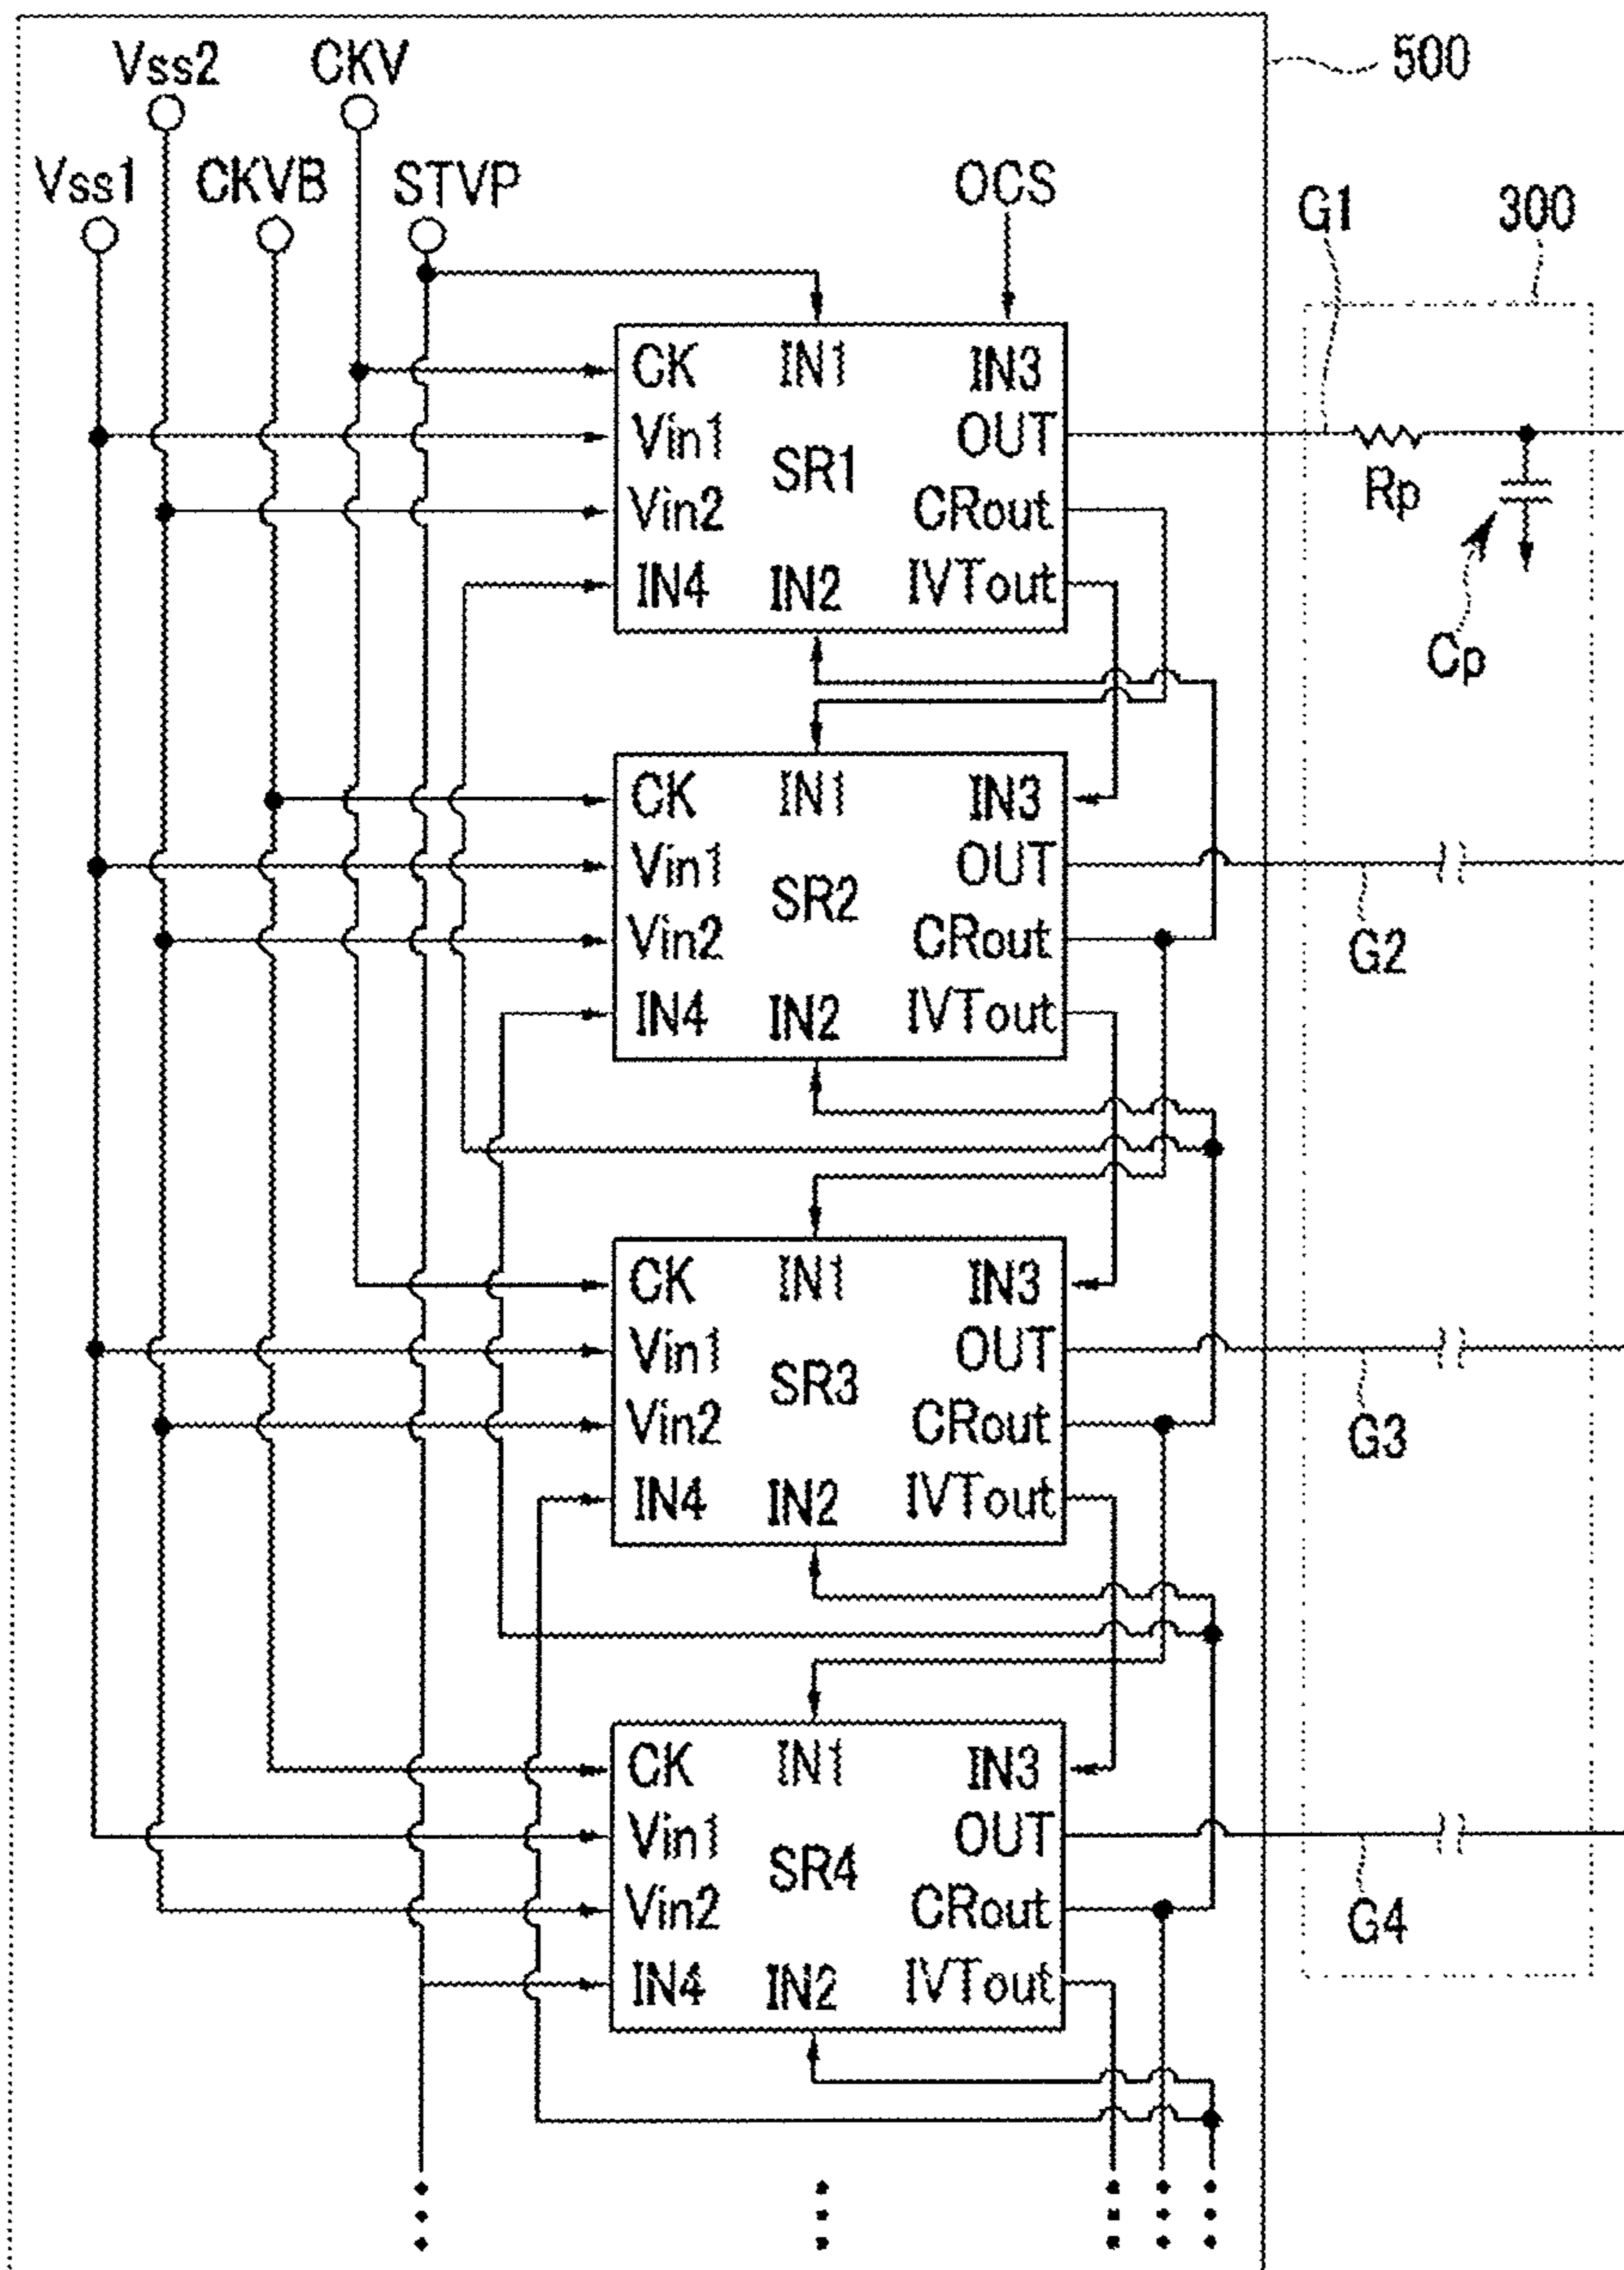 Vss2 CKV 500
Vss1 CKVB STVP OCS G1 300
CK IN1 IN3
Vin1 OUT
SR1
Vin2 CRout
IN4 IN2 IVTout
Rp
Cp
CK IN1 IN3
Vin1 OUT
SR2
Vin2 CRout
IN4 IN2 IVTout
G2
CK IN1 IN3
Vin1 OUT
SR3
Vin2 CRout
IN4 IN2 IVTout
G3
CK IN1 IN3
Vin1 OUT
SR4
Vin2 CRout
IN4 IN2 IVTout
G4